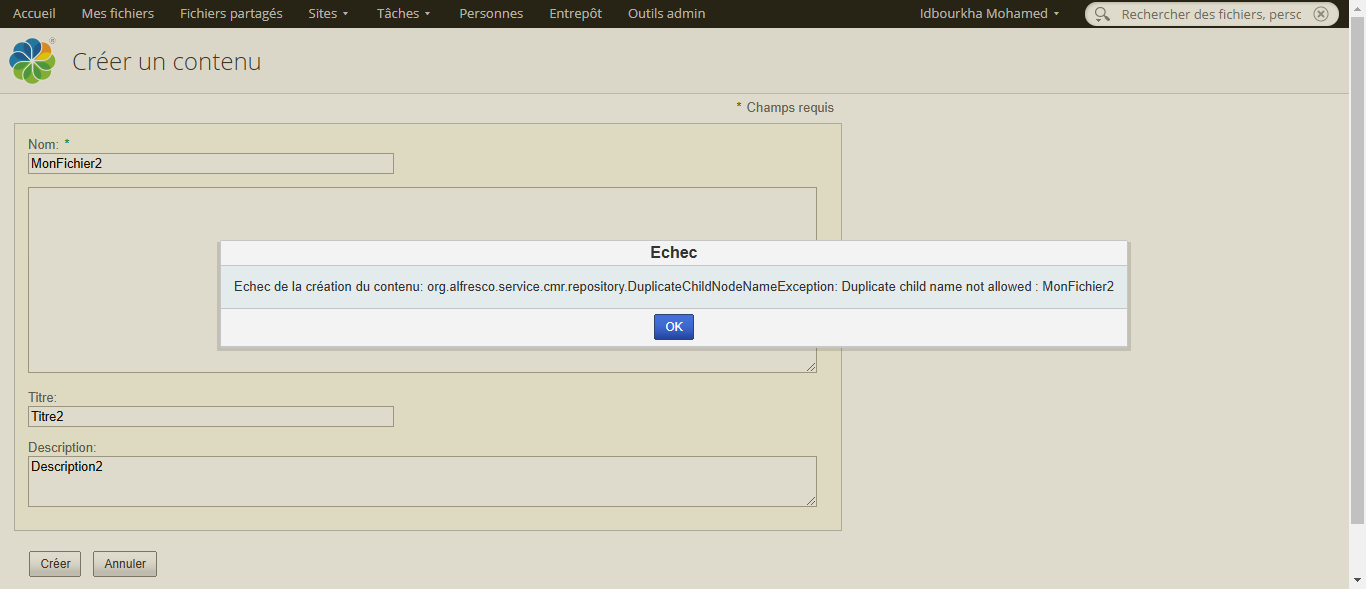 Accueil Mes fichiers Fichiers partagés Sites Tâches Personnes Entrepôt Outils admin Idbourkha Mohamed Rechercher des fichiers, persc
Créer un contenu
* Champs requis
Nom: *
MonFichier2
Echec
Echec de la création du contenu: org.alfresco.service.cmr.repository.DuplicateChildNodeNameException: Duplicate child name not allowed : MonFichier2
OK
Titre:
Titre2
Description:
Description2
Créer Annuler